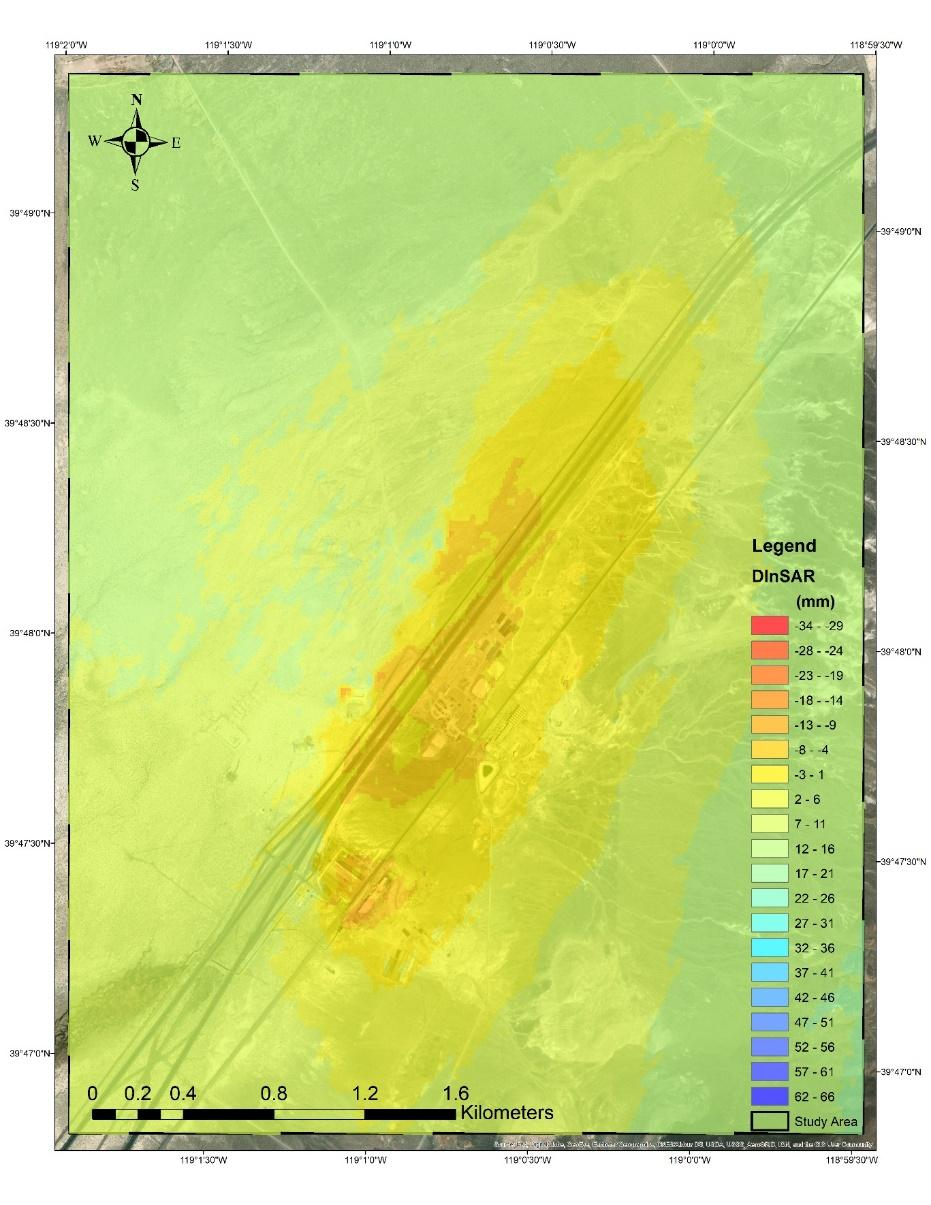 119°2'0"W 119°1'30"W 119°1'0"W 119°0'30"W 119°0'0"W 118°59'30"W
N
W E
S
39°49'0"N
39°49'0"N
39°48'30"N
39°48'30"N
Legend
DInSAR
(mm)
-34 - -29
39°48'0"N
-28 - -24
39°48'0"N
-23 - -19
-18 - -14
-13 - -9
-8 - -4
-3 - 1
2 - 6
7 - 11
39°47'30"N
12 - 16
39°47'30"N
17 - 21
22 - 26
27 - 31
32 - 36
37 - 41
42 - 46
47 - 51
39°47'0"N
52 - 56
39°47'0"N
57 - 61
62 - 66
0 0.2 0.4 0.8 1.2 1.6
Kilometers
Study Area
119°1'30"W 119°1'0"W 119°0'30"W 119°0'0"W 118°59'30"W